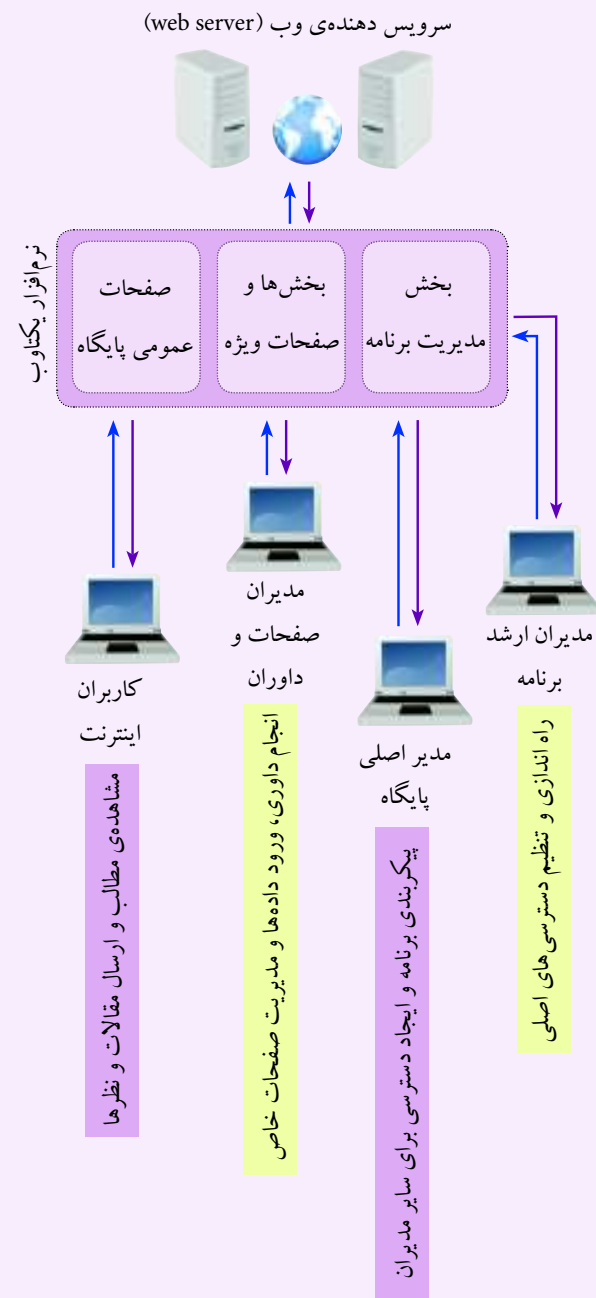 سرویس دهنده‌ی وب (web server)
نرم‌افزار یکتاوب
بخش
مدیریت برنامه
بخش‌ها و
صفحات ویژه
صفحات
عمومی پایگاه
مدیران ارشد
برنامه
راه اندازی و تنظیم دسترسی‌های اصلی
مدیر اصلی
پایگاه
پیکربندی برنامه و ایجاد دسترسی برای سایر مدیران
مدیران
صفحات و
داوران
انجام داوری، ورود داده‌ها و مدیریت صفحات خاص
کاربران
اینترنت
مشاهده‌ی مطالب و ارسال مقالات و نظرها